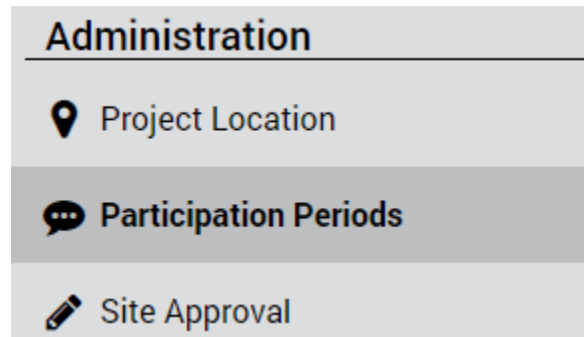 Administration
Project Location
Participation Periods
Site Approval